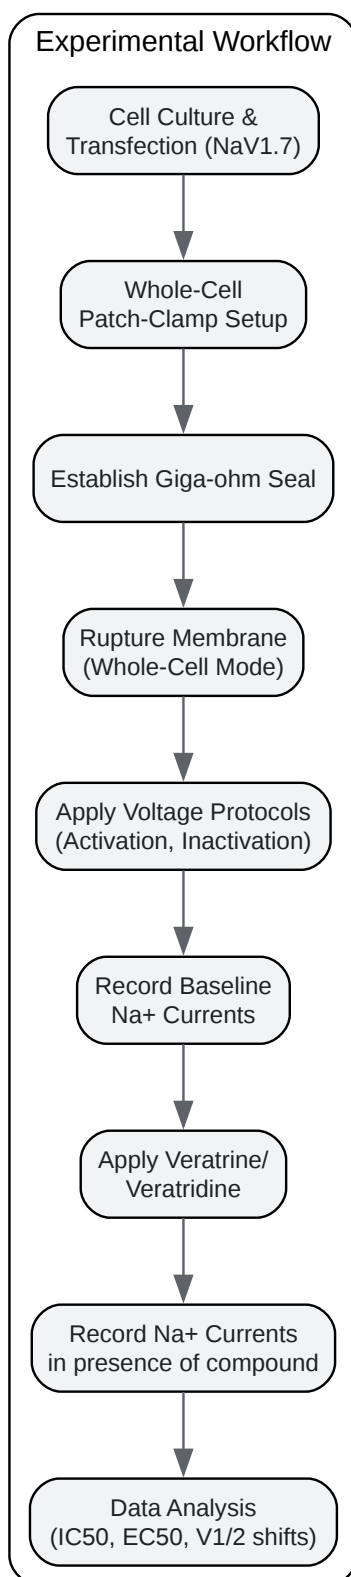 Experimental Workflow
Cell Culture &
Transfection (NaV1.7)
Whole-Cell
Patch-Clamp Setup
Establish Giga-ohm Seal
Rupture Membrane
(Whole-Cell Mode)
Apply Voltage Protocols
(Activation, Inactivation)
Record Baseline
Na+ Currents
Apply Veratrine/
Veratridine
Record Na+ Currents
in presence of compound
Data Analysis
(IC50, EC50, V1/2 shifts)